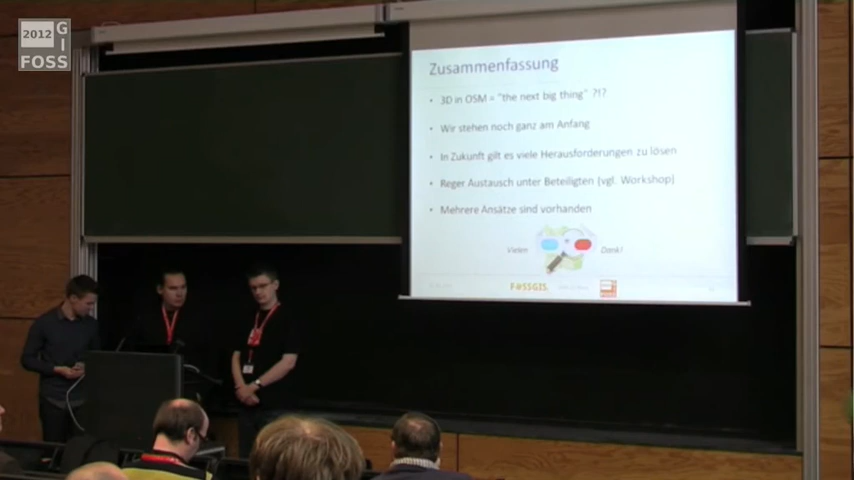 2012
G
I
FOSS
Zusammenfassung
• 3D in OSM = "the next big thing" ?!?
• Wir stehen noch ganz am Anfang
• In Zukunft gilt es viele Herausforderungen zu lösen
• Reger Austausch unter Beteiligten (vgl. Workshop)
• Mehrere Ansätze sind vorhanden
Vielen Dank!
FOSSGIS